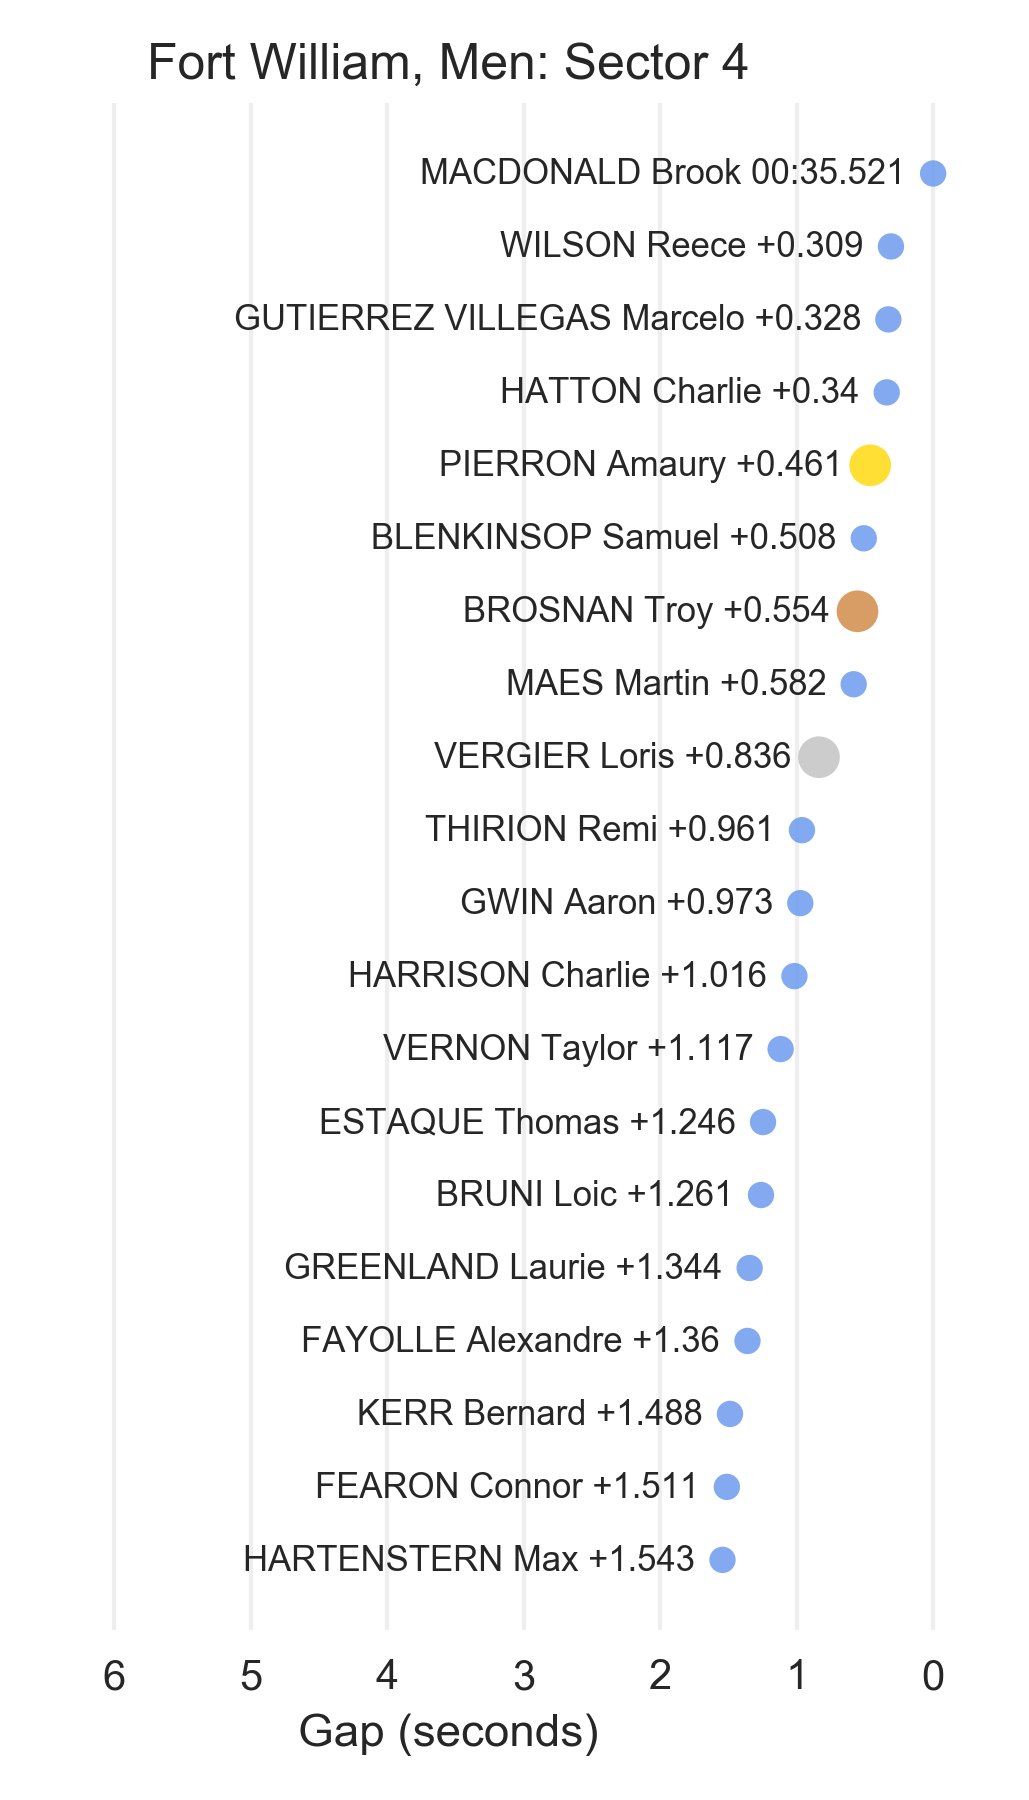 Fort William, Men: Sector 4
MACDONALD Brook 00:35.521
WILSON Reece +0.309
GUTIERREZ VILLEGAS Marcelo +0.328
HATTON Charlie +0.34
PIERRON Amaury +0.461
BLENKINSOP Samuel +0.508
BROSNAN Troy +0.554
MAES Martin +0.582
VERGIER Loris +0.836
THIRION Remi +0.961
GWIN Aaron +0.973
HARRISON Charlie +1.016
VERNON Taylor +1.117
ESTAQUE Thomas +1.246
BRUNI Loic +1.261
GREENLAND Laurie +1.344
FAYOLLE Alexandre +1.36
KERR Bernard +1.488
FEARON Connor +1.511
HARTENSTERN Max +1.543
6 5 4 3 2 1 0
Gap (seconds)